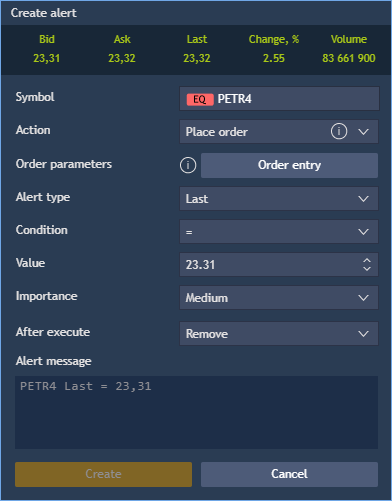 Create alert
Bid Ask Last Change, % Volume
23,31 23,32 23,32 2.55 83 661 900
Symbol EQ PETR4
Action Place order
Order parameters Order entry
Alert type Last
Condition =
Value 23.31
Importance Medium
After execute Remove
Alert message
PETR4 Last = 23,31
Create Cancel